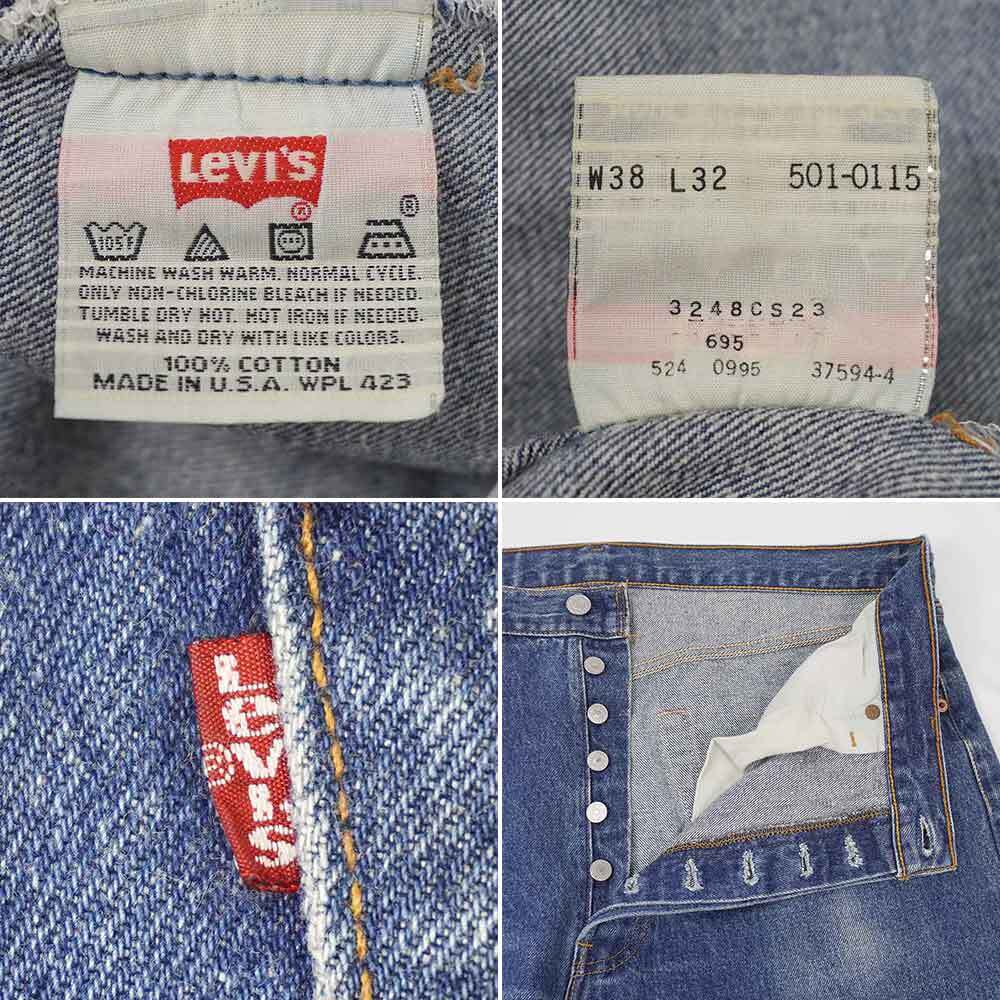 Levi's
®
105F
MACHINE WASH WARM. NORMAL CYCLE.
ONLY NON-CHLORINE BLEACH IF NEEDED.
TUMBLE DRY HOT. HOT IRON IF NEEDED.
WASH AND DRY WITH LIKE COLORS.
100% COTTON
MADE IN U.S.A. WPL 423
W38 L32 501-0115
3248CS23
695
524 0995 37594-4
LEVI'S
®